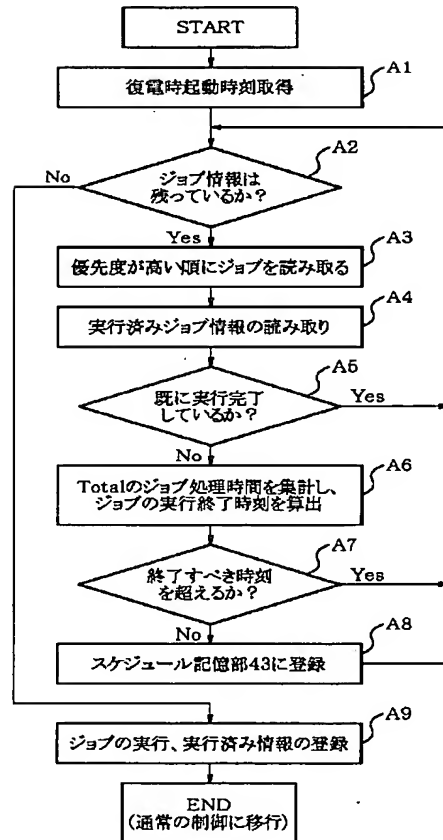 START
A1
復電時起動時刻取得
A2
No
ジョブ情報は
残っているか?
Yes
A3
優先度が高い順にジョブを読み取る
A4
実行済みジョブ情報の読み取り
A5
既に実行完了
しているか?
Yes
No
A6
Totalのジョブ処理時間を集計し、
ジョブの実行終了時刻を算出
A7
終了すべき時刻
を超えるか?
Yes
No
A8
スケジュール記憶部43に登録
A9
ジョブの実行、実行済み情報の登録
END
(通常の制御に移行)